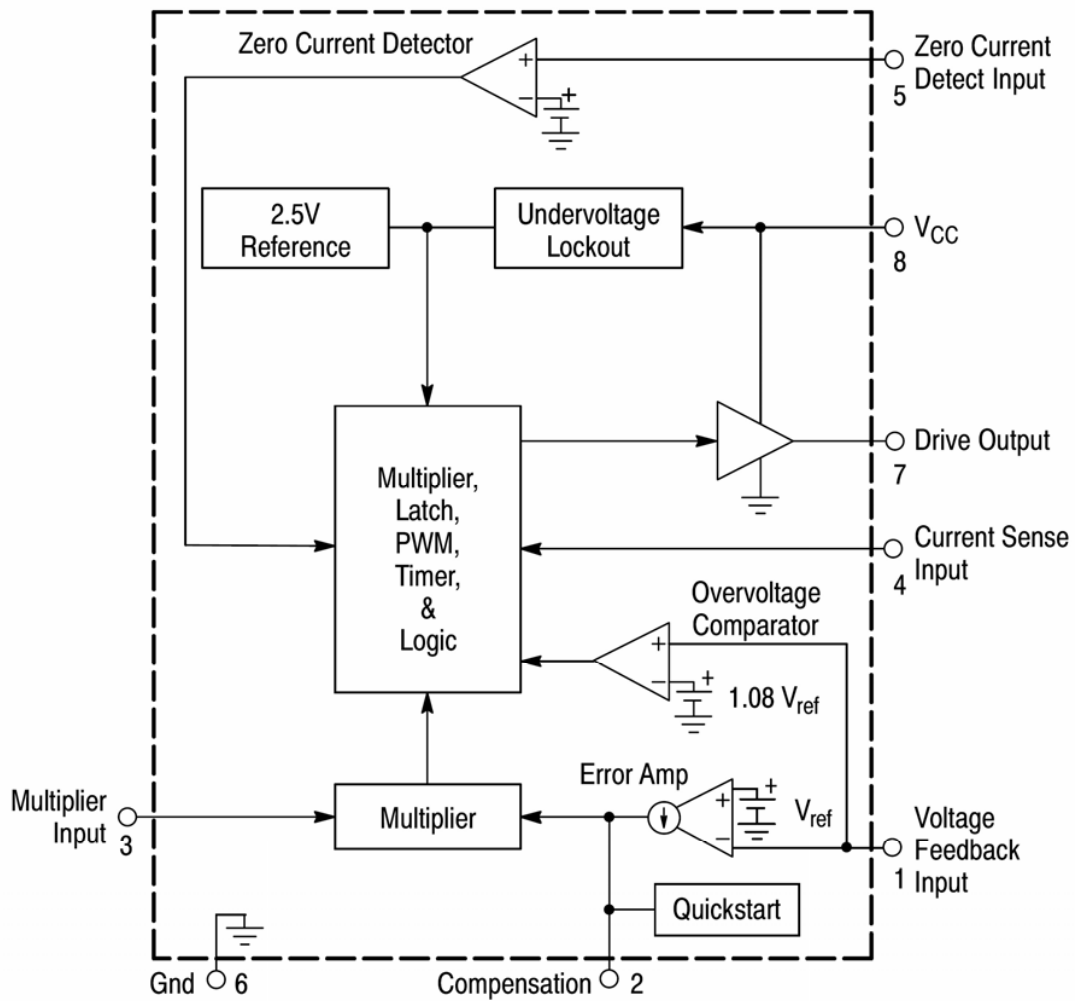 Zero Current Detector
+
−
+
Zero Current
Detect Input
5
2.5V
Reference
Undervoltage
Lockout
VCC
8
Multiplier,
Latch,
PWM,
Timer,
&
Logic
Drive Output
7
Current Sense
Input
4
Overvoltage
Comparator
+
−
+
1.08 Vref
Error Amp
+
−
+
Vref
Multiplier
Input
3
Multiplier
Voltage
Feedback
Input
1
Quickstart
Gnd 6
Compensation 2